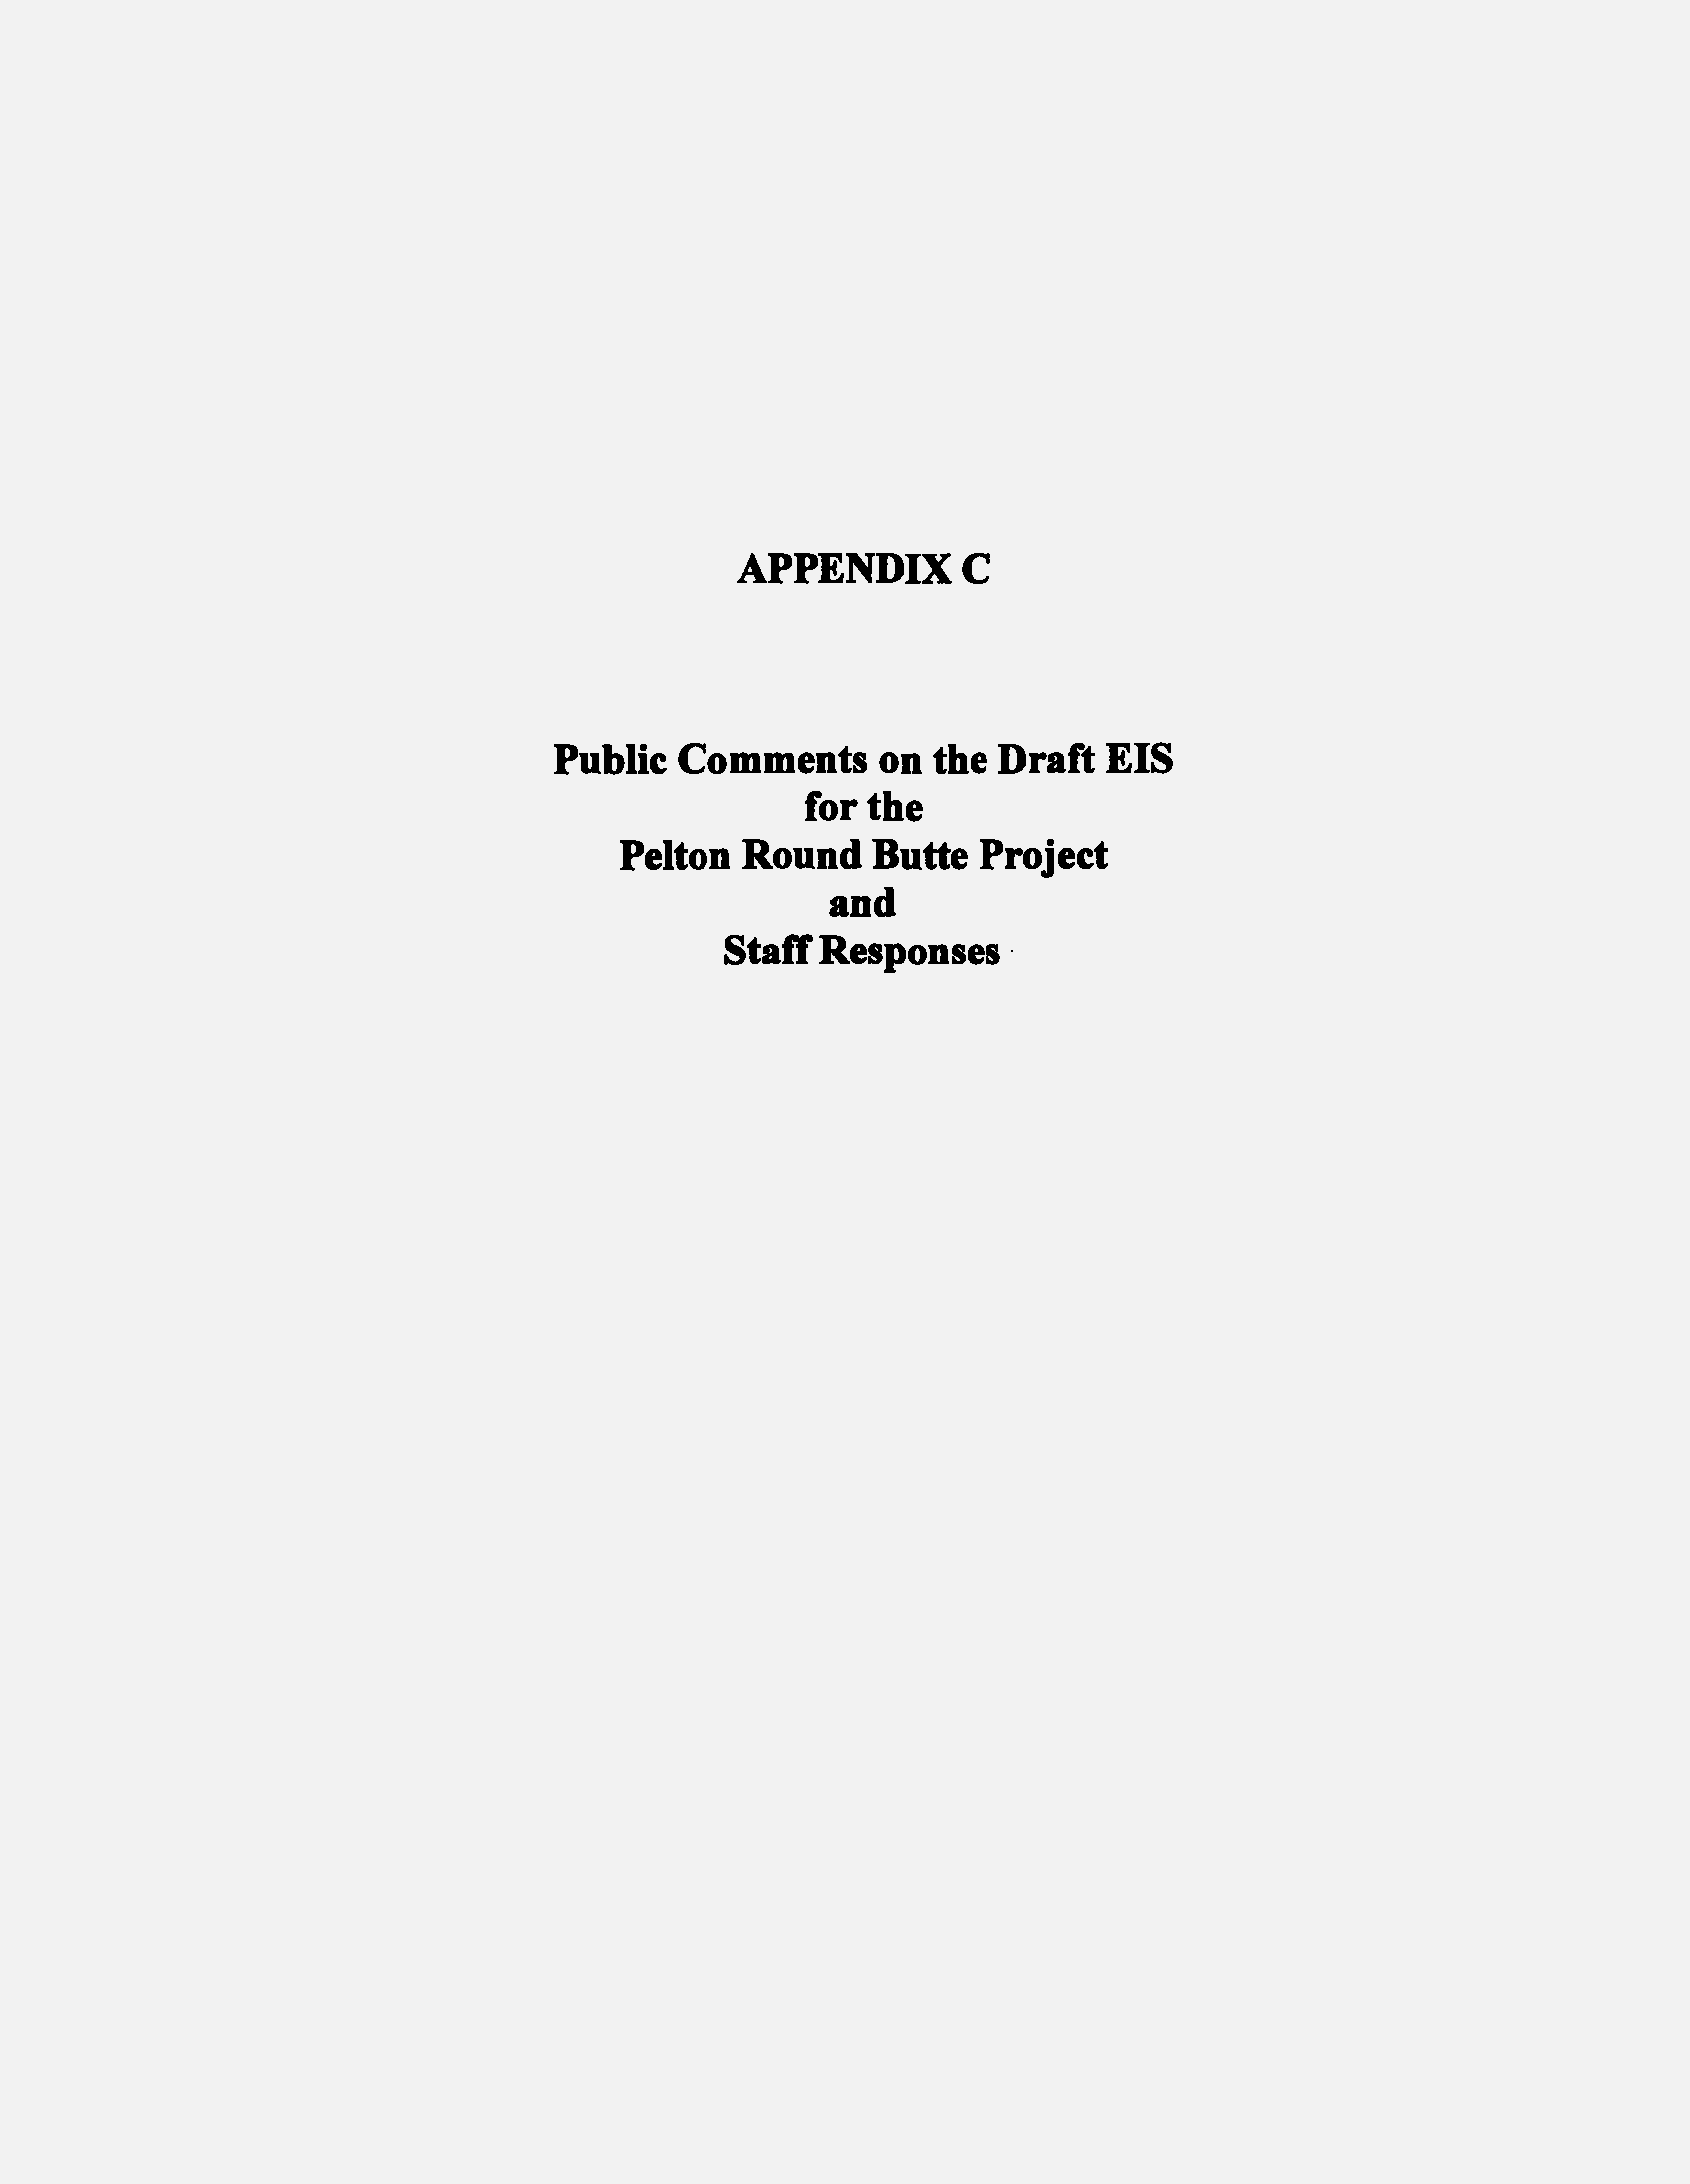 APPENDIX C
Public Comments on the Draft EIS
for the
Pelton Round Butte Project
and
Staff Responses